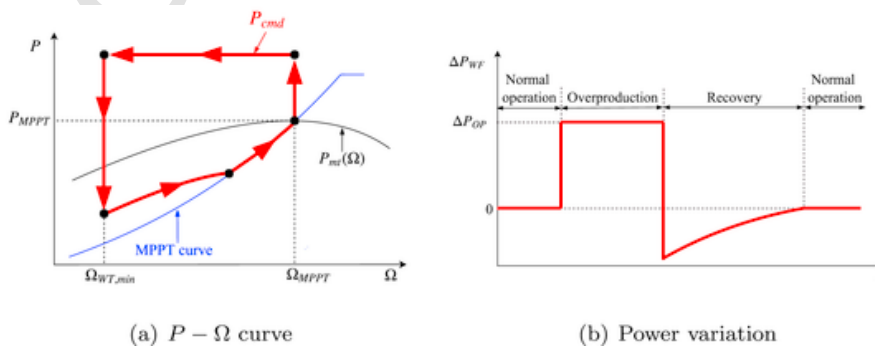 P
P_cmd
P_MPPT
P_mt(Ω)
MPPT curve
Ω_WT,min
Ω_MPPT
Ω
(a) P − Ω curve
ΔP_WF
Normal
operation
Overproduction
Recovery
Normal
operation
ΔP_OP
0
(b) Power variation